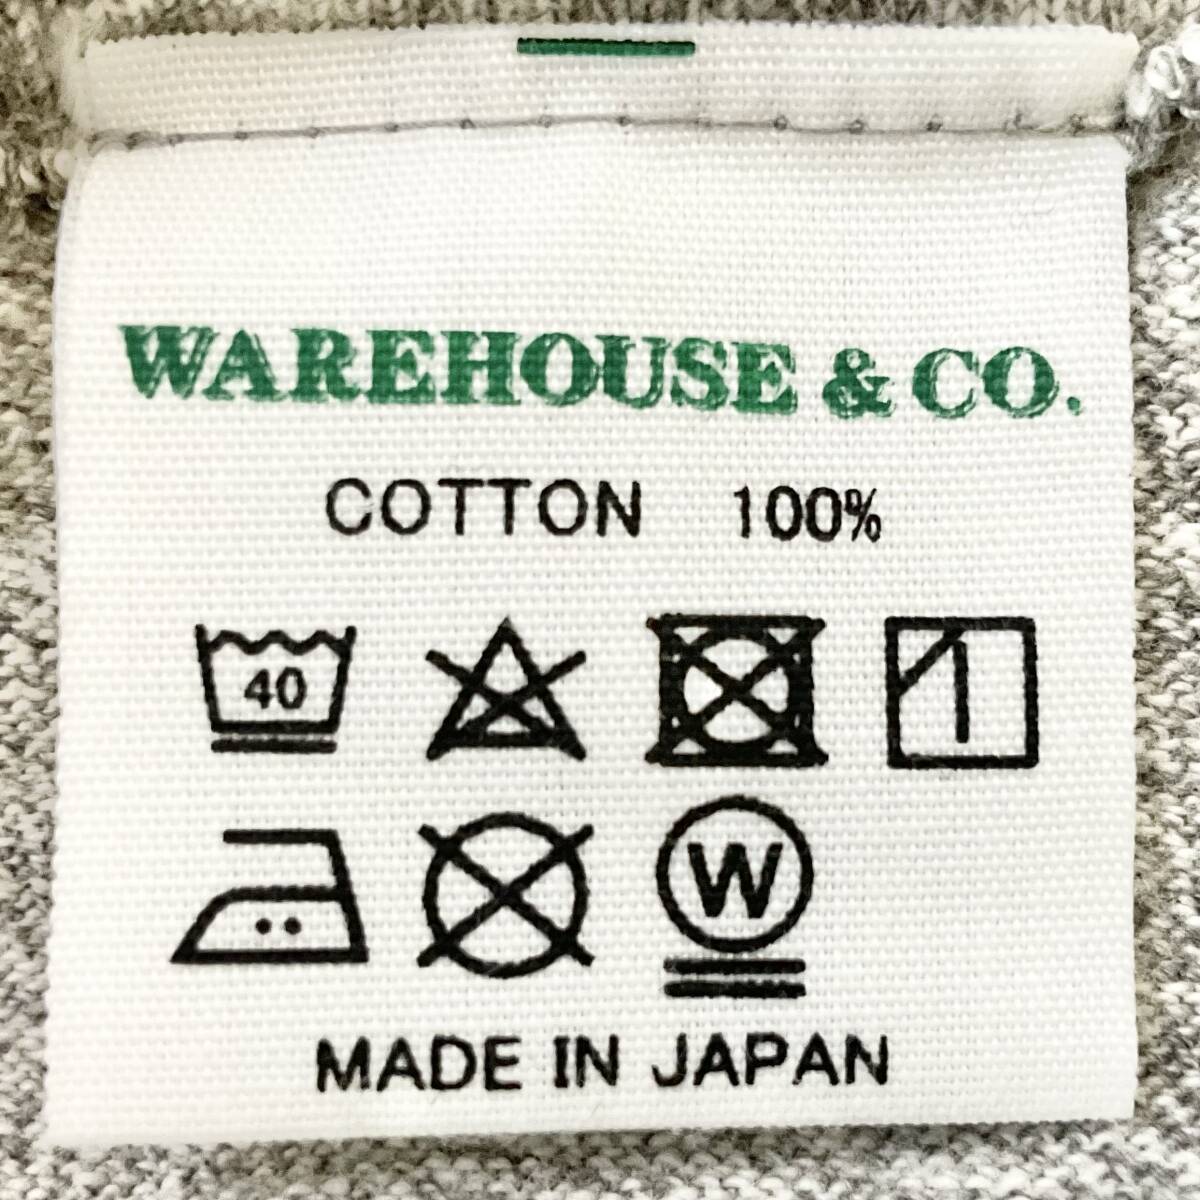 WAREHOUSE & CO.
COTTON 100%
40
W
MADE IN JAPAN